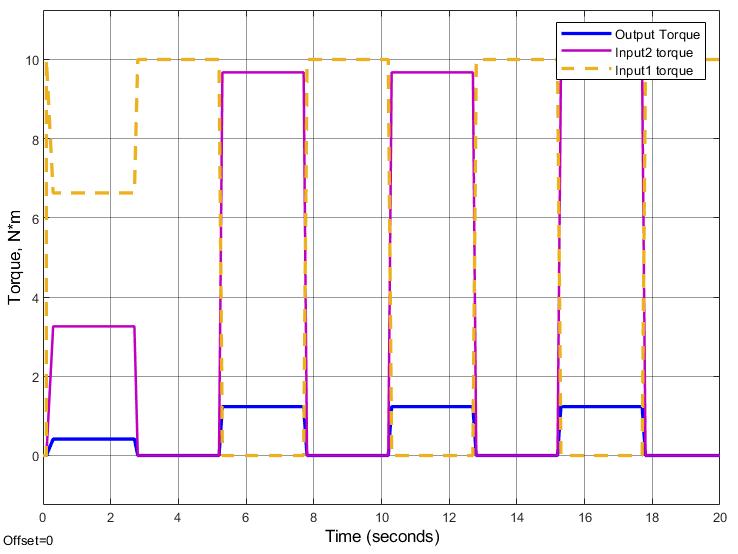 Output Torque
Input2 torque
Input1 torque
10
8
6
4
2
0
Torque, N*m
0 2 4 6 8 10 12 14 16 18 20
Time (seconds)
Offset=0